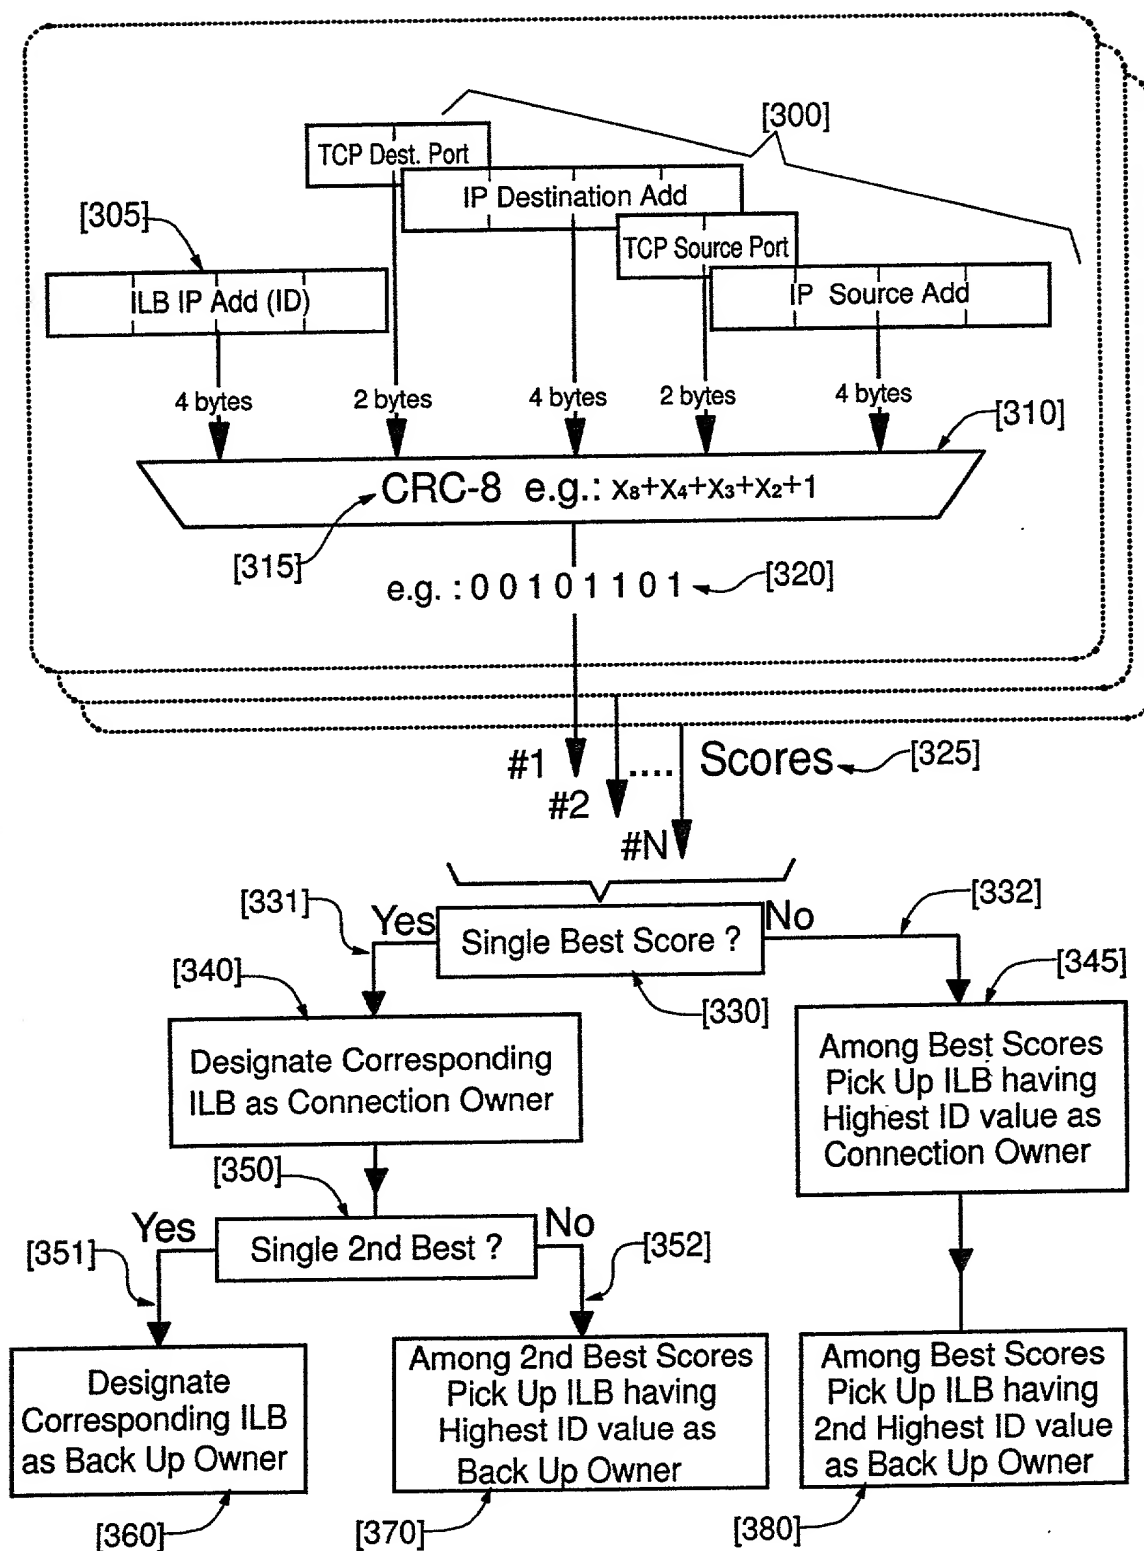 [300]
TCP Dest. Port
IP Destination Add
[305]
TCP Source Port
ILB IP Add (ID)
IP Source Add
4 bytes
2 bytes
4 bytes
2 bytes
4 bytes
[310]
CRC-8 e.g.: x₈+x₄+x₃+x₂+1
[315]
e.g. : 0 0 1 0 1 1 0 1
[320]
#1
....
Scores
[325]
#2
#N
[331]
Yes
Single Best Score ?
No
[332]
[340]
[330]
[345]
Designate Corresponding
ILB as Connection Owner
Among Best Scores
Pick Up ILB having
Highest ID value as
Connection Owner
[350]
Yes
Single 2nd Best ?
No
[351]
[352]
Designate
Corresponding ILB
as Back Up Owner
Among 2nd Best Scores
Pick Up ILB having
Highest ID value as
Back Up Owner
Among Best Scores
Pick Up ILB having
2nd Highest ID value
as Back Up Owner
[360]
[370]
[380]